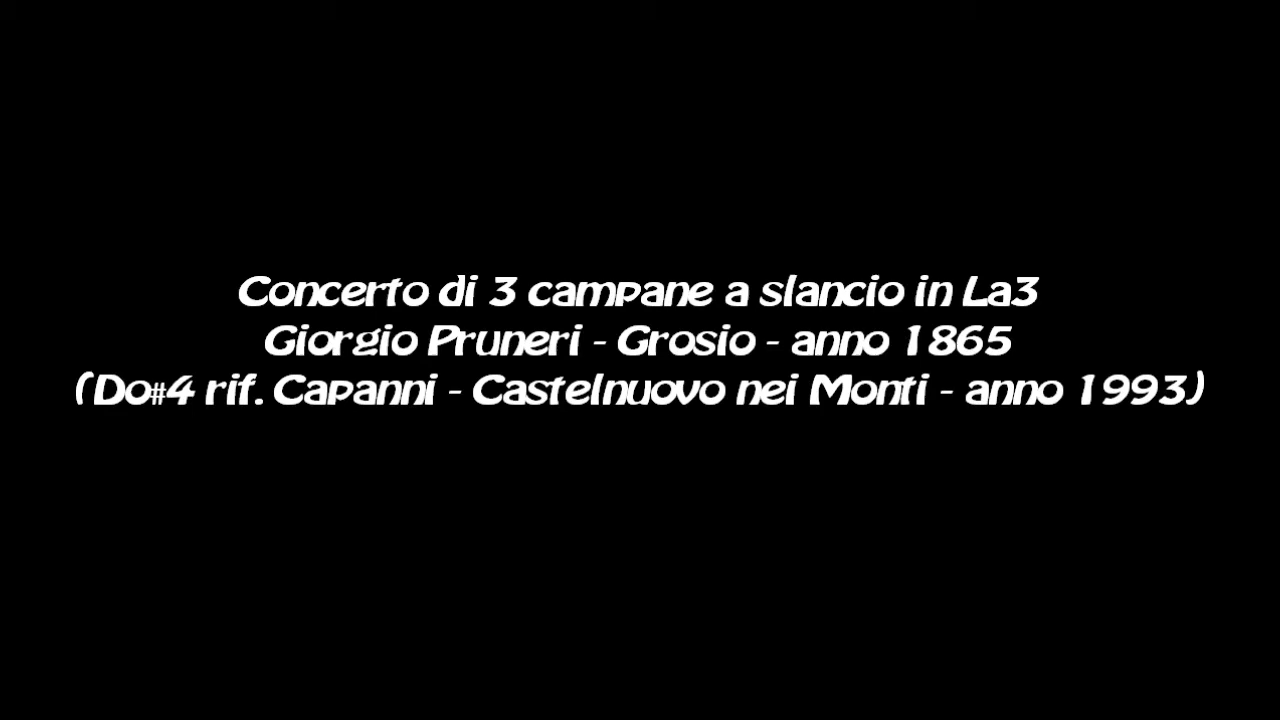 Concerto di 3 campane a slancio in La3
Giorgio Pruneri - Grosio - anno 1865
(Do#4 rif. Capanni - Castelnuovo nei Monti - anno 1993)